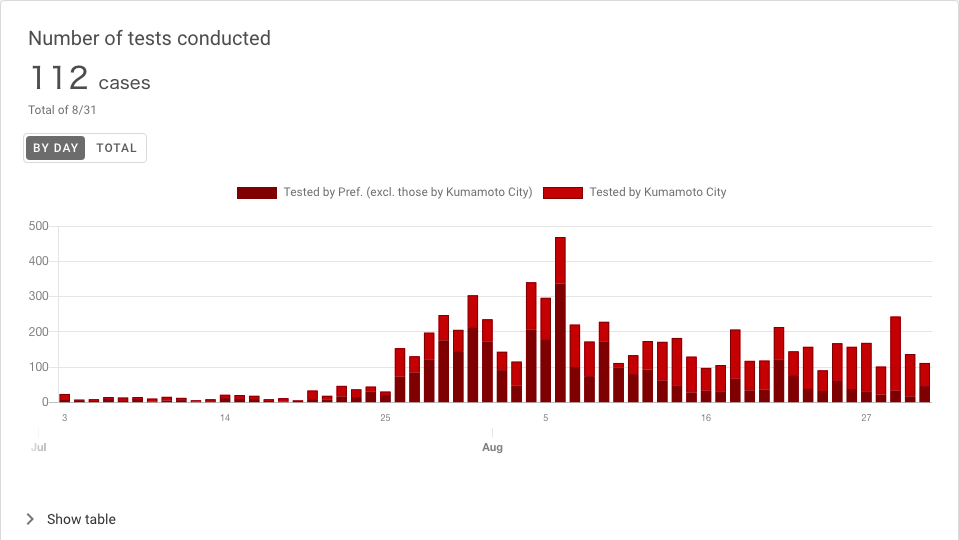 Number of tests conducted
112 cases
Total of 8/31
BY DAY TOTAL
Tested by Pref. (excl. those by Kumamoto City) Tested by Kumamoto City
500
400
300
200
100
0
3 14 25 5 16 27
Jul Aug
Show table